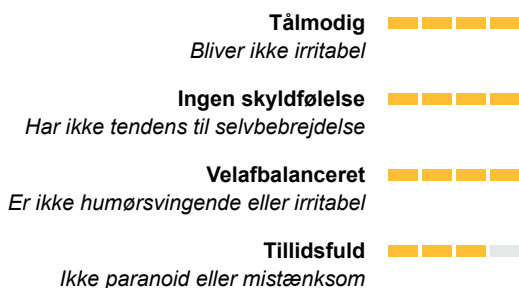 Tålmodig
Bliver ikke irritabel
Ingen skyldfølelse
Har ikke tendens til selvbebrejdelse
Velafbalanceret
Er ikke humørsvingende eller irritabel
Tillidsfuld
Ikke paranoid eller mistænksom